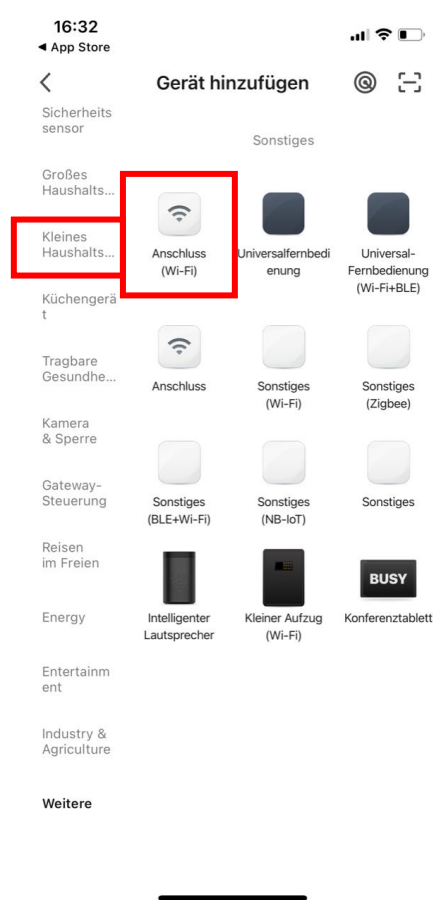 16:32
◀ App Store
Gerät hinzufügen
Sicherheits
sensor
Großes
Haushalts...
Kleines
Haushalts...
Küchengerä
t
Tragbare
Gesundhe...
Kamera
& Sperre
Gateway-
Steuerung
Reisen
im Freien
Energy
Entertainm
ent
Industry &
Agriculture
Weitere
Sonstiges
Anschluss
(Wi-Fi)
Universalfernbedi
enung
Universal-
Fernbedienung
(Wi-Fi+BLE)
Anschluss
Sonstiges
(Wi-Fi)
Sonstiges
(Zigbee)
Sonstiges
(BLE+Wi-Fi)
Sonstiges
(NB-IoT)
Sonstiges
Intelligenter
Lautsprecher
Kleiner Aufzug
(Wi-Fi)
BUSY
Konferenztablett